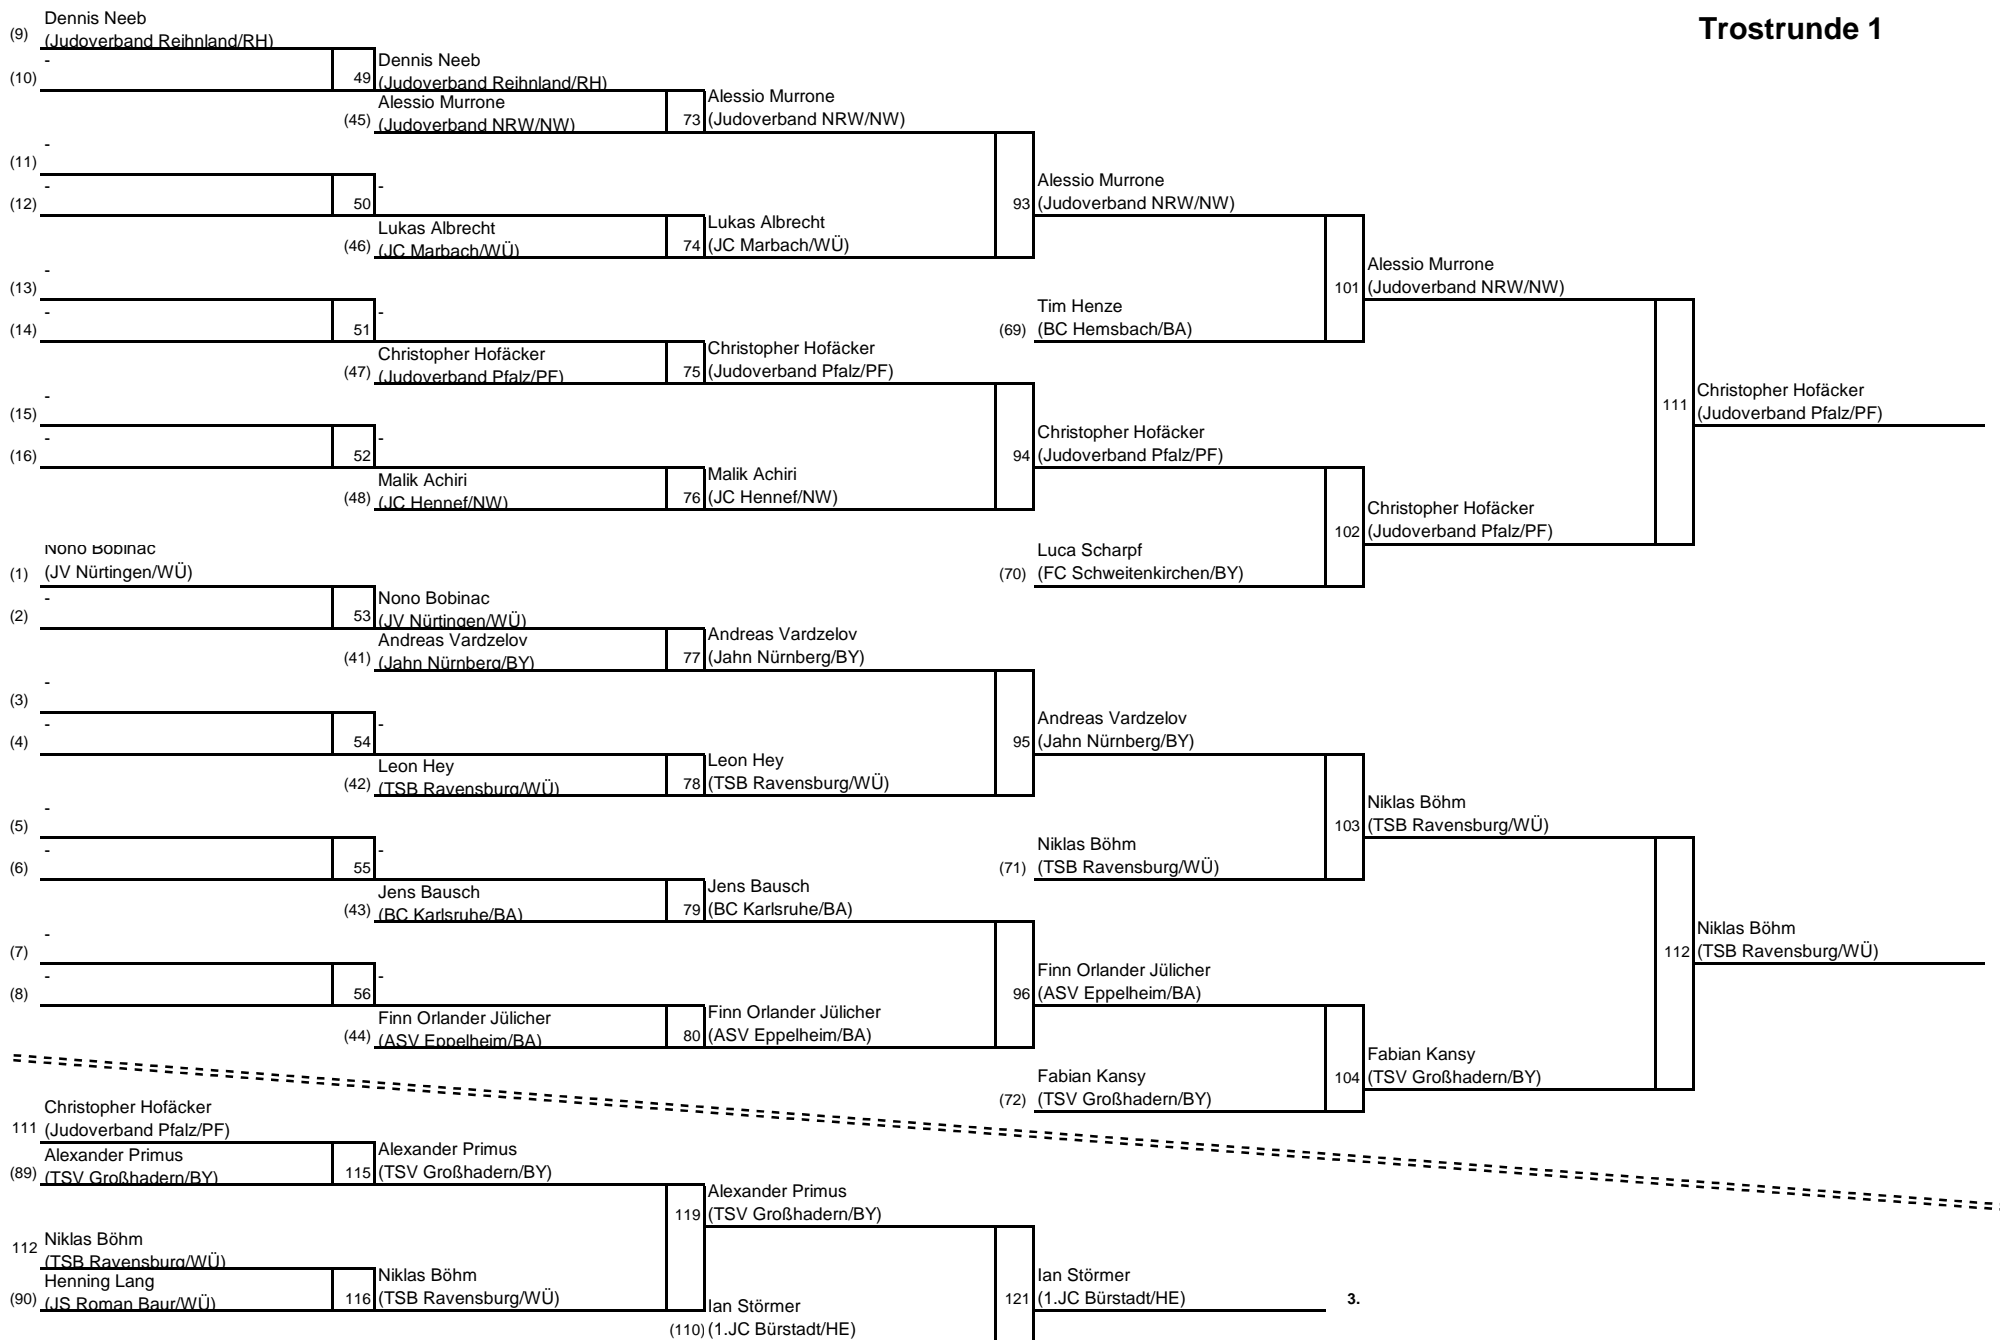 Trostrunde 1
Dennis Neeb
(9) (Judoverband Reihnland/RH)
-
(10)
49
Dennis Neeb
(Judoverband Reihnland/RH)
Alessio Murrone
(45) (Judoverband NRW/NW)
73
Alessio Murrone
(Judoverband NRW/NW)
-
(11)
-
(12)
50
-
Lukas Albrecht
(46) (JC Marbach/WÜ)
74
Lukas Albrecht
(JC Marbach/WÜ)
93
Alessio Murrone
(Judoverband NRW/NW)
-
(13)
-
(14)
51
-
Christopher Hofäcker
(47) (Judoverband Pfalz/PF)
75
Christopher Hofäcker
(Judoverband Pfalz/PF)
Tim Henze
(69) (BC Hemsbach/BA)
101
Alessio Murrone
(Judoverband NRW/NW)
-
(15)
-
(16)
52
-
Malik Achiri
(48) (JC Hennef/NW)
76
Malik Achiri
(JC Hennef/NW)
94
Christopher Hofäcker
(Judoverband Pfalz/PF)
Luca Scharpf
(70) (FC Schweitenkirchen/BY)
102
Christopher Hofäcker
(Judoverband Pfalz/PF)
111
Christopher Hofäcker
(Judoverband Pfalz/PF)
Nono Bobinac
(1) (JV Nürtingen/WÜ)
-
(2)
53
Nono Bobinac
(JV Nürtingen/WÜ)
Andreas Vardzelov
(41) (Jahn Nürnberg/BY)
77
Andreas Vardzelov
(Jahn Nürnberg/BY)
-
(3)
-
(4)
54
-
Leon Hey
(42) (TSB Ravensburg/WÜ)
78
Leon Hey
(TSB Ravensburg/WÜ)
95
Andreas Vardzelov
(Jahn Nürnberg/BY)
-
(5)
-
(6)
55
-
Jens Bausch
(43) (BC Karlsruhe/BA)
79
Jens Bausch
(BC Karlsruhe/BA)
Niklas Böhm
(71) (TSB Ravensburg/WÜ)
103
Niklas Böhm
(TSB Ravensburg/WÜ)
-
(7)
-
(8)
56
-
Finn Orlander Jülicher
(44) (ASV Eppelheim/BA)
80
Finn Orlander Jülicher
(ASV Eppelheim/BA)
96
Finn Orlander Jülicher
(ASV Eppelheim/BA)
Fabian Kansy
(72) (TSV Großhadern/BY)
104
Fabian Kansy
(TSV Großhadern/BY)
112
Niklas Böhm
(TSB Ravensburg/WÜ)
Christopher Hofäcker
111 (Judoverband Pfalz/PF)
Alexander Primus
(89) (TSV Großhadern/BY)
115
Alexander Primus
(TSV Großhadern/BY)
112 Niklas Böhm
(TSB Ravensburg/WÜ)
Henning Lang
(90) (JS Roman Baur/WÜ)
116
Niklas Böhm
(TSB Ravensburg/WÜ)
119
Alexander Primus
(TSV Großhadern/BY)
Ian Störmer
(110) (1.JC Bürstadt/HE)
121
Ian Störmer
(1.JC Bürstadt/HE)
3.